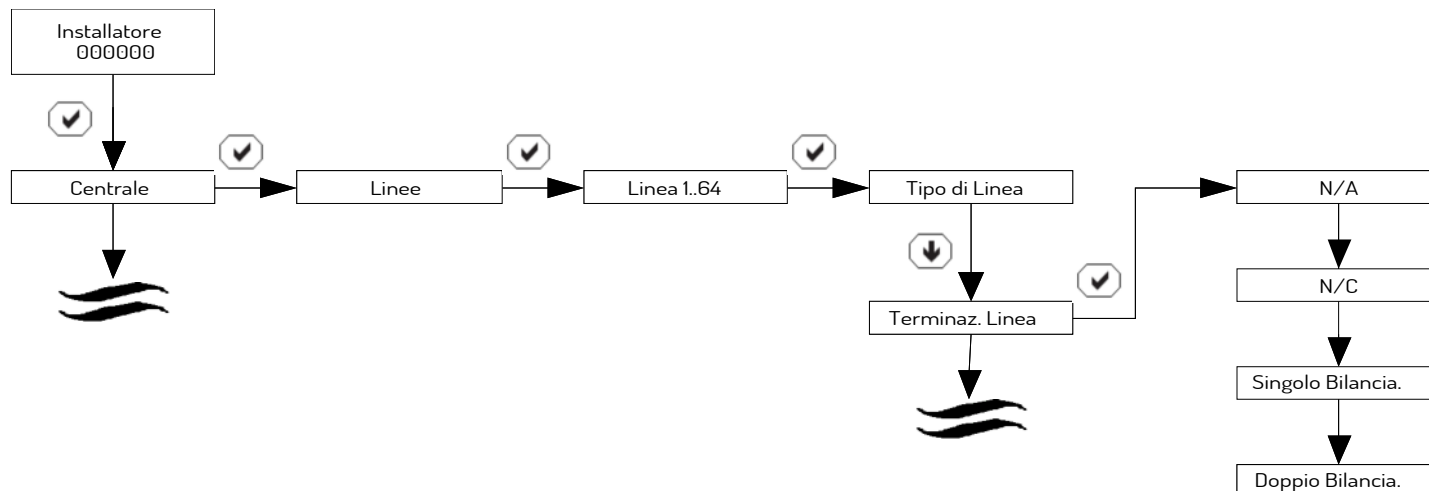 Installatore
000000
Centrale
Linee
Linea 1..64
Tipo di Linea
N/A
N/C
Terminaz. Linea
Singolo Bilancia.
Doppio Bilancia.